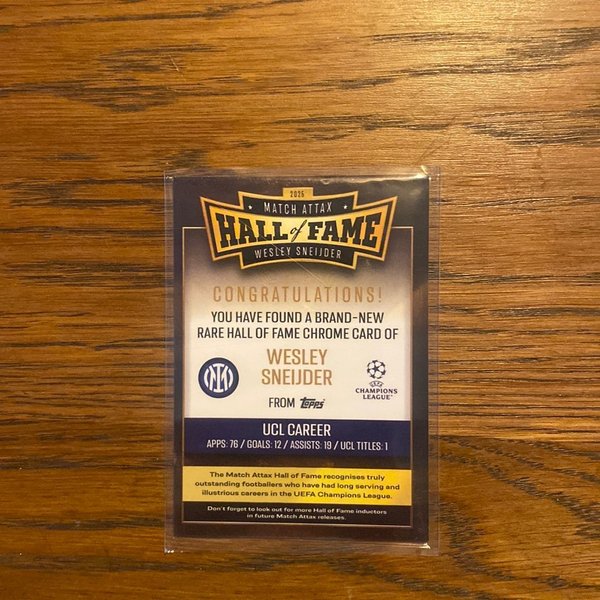 2025
MATCH ATTAX
HALL of FAME
WESLEY SNEIJDER
CONGRATULATIONS!
YOU HAVE FOUND A BRAND-NEW
RARE HALL OF FAME CHROME CARD OF
WESLEY
SNEIJDER
FROM Topps
UEFA
CHAMPIONS
LEAGUE
UCL CAREER
APPS: 76 / GOALS: 12 / ASSISTS: 19 / UCL TITLES: 1
The Match Attax Hall of Fame recognises truly
outstanding footballers who have had long serving and
illustrious careers in the UEFA Champions League.
Don't forget to look out for more Hall of Fame inductors
in future Match Attax releases.